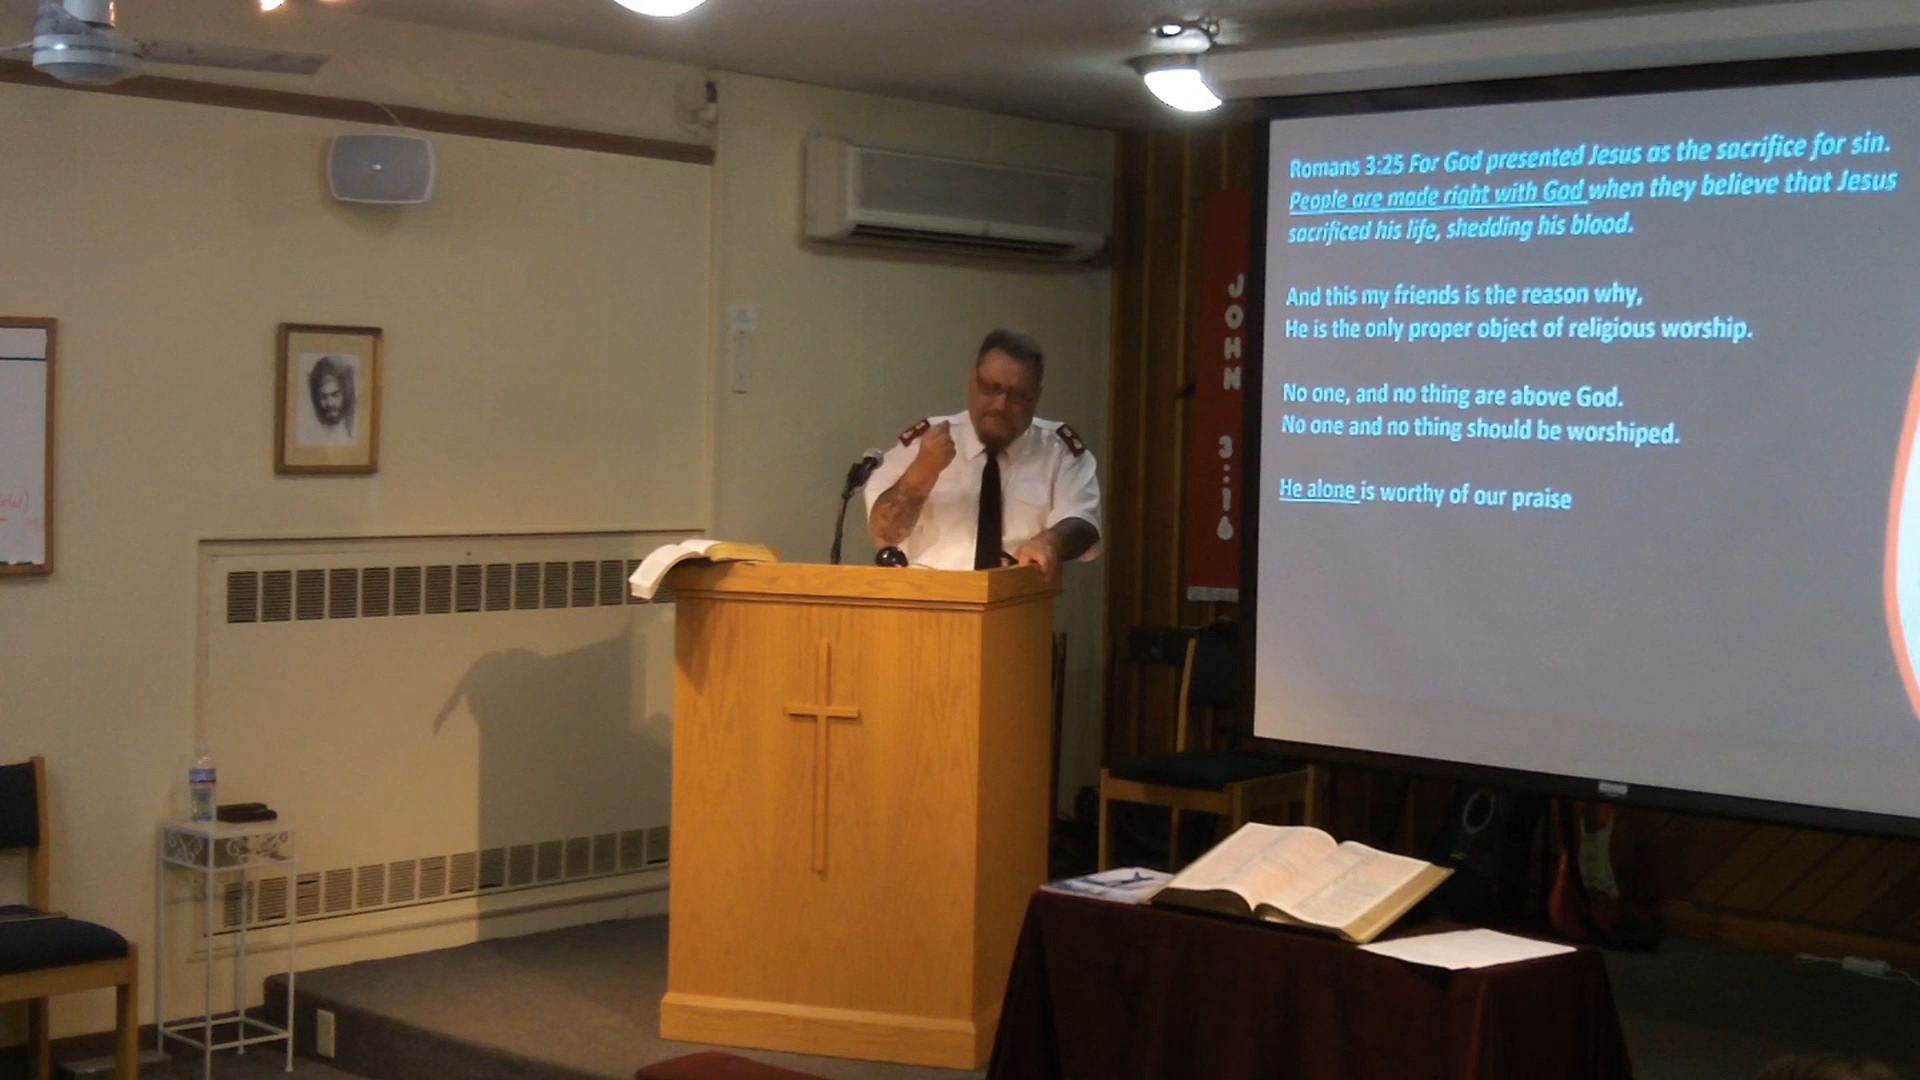 Romans 3:25 For God presented Jesus as the sacrifice for sin.
People are made right with God when they believe that Jesus
sacrificed his life, shedding his blood.
And this my friends is the reason why,
He is the only proper object of religious worship.
No one, and no thing are above God.
No one and no thing should be worshiped.
He alone is worthy of our praise
JOHN 3:16